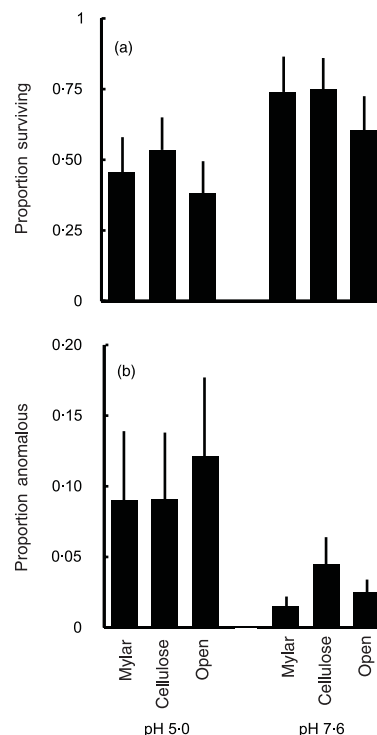 1
(a)
0·75
0·50
0·25
0
Proportion surviving
0·20
(b)
0·15
0·10
0·05
0
Proportion anomalous
Mylar
Cellulose
Open
Mylar
Cellulose
Open
pH 5·0
pH 7·6